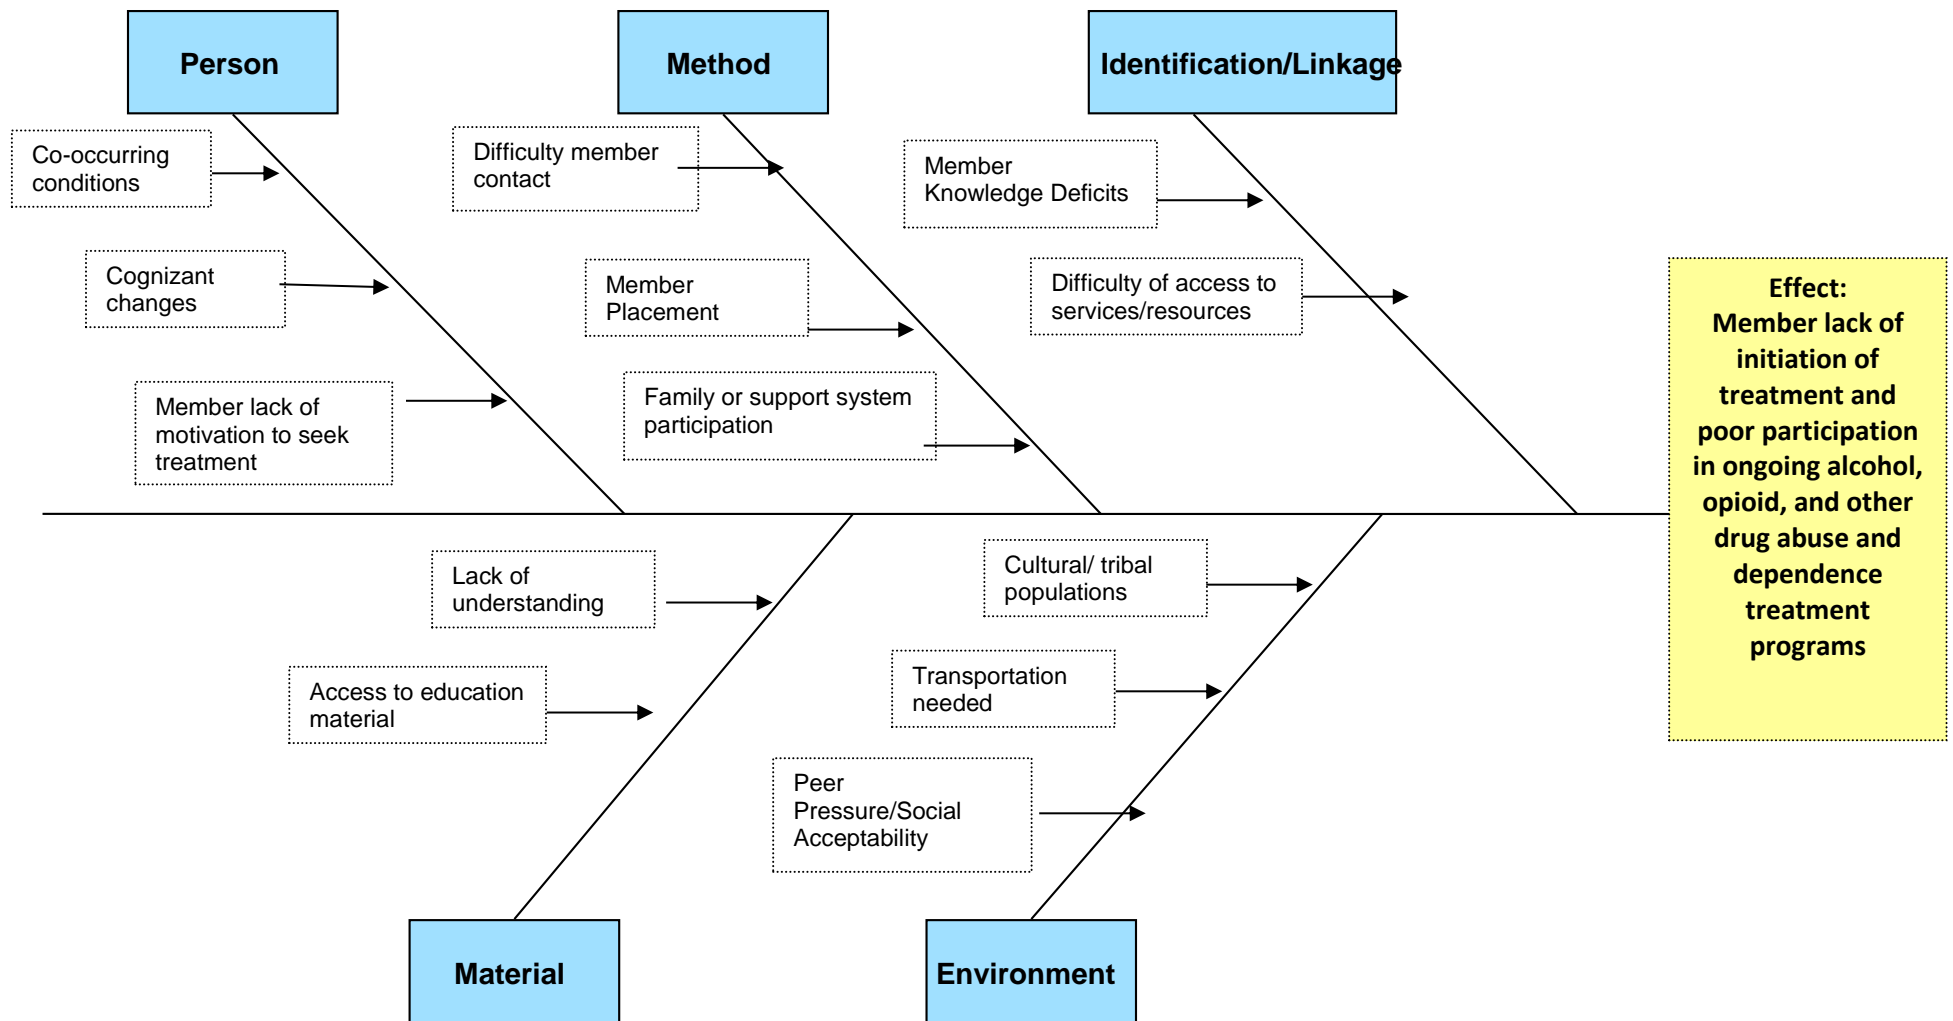 Person
Method
Identification/Linkage
Co-occurring
conditions
Difficulty member
contact
Member
Knowledge Deficits
Cognizant
changes
Member
Placement
Difficulty of access to
services/resources
Member lack of
motivation to seek
treatment
Family or support system
participation
Effect:
Member lack of
initiation of
treatment and
poor participation
in ongoing alcohol,
opioid, and other
drug abuse and
dependence
treatment
programs
Lack of
understanding
Cultural/ tribal
populations
Access to education
material
Transportation
needed
Peer
Pressure/Social
Acceptability
Material
Environment